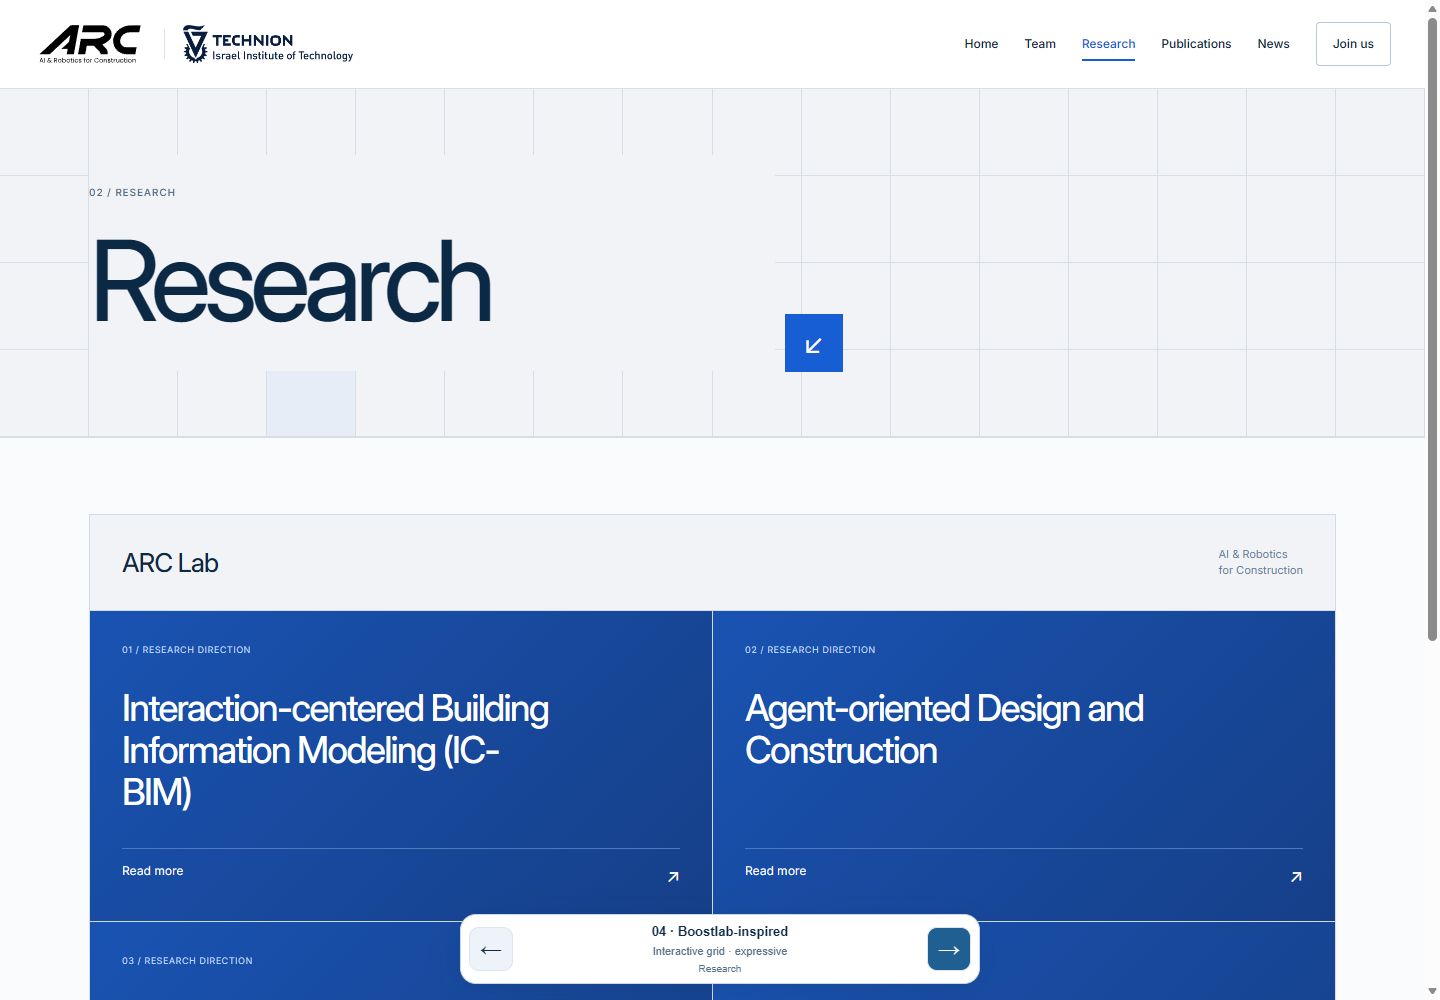 ARC
AI & Robotics for Construction
TECHNION
Israel Institute of Technology
Home
Team
Research
Publications
News
Join us
02 / RESEARCH
Research
ARC Lab
AI & Robotics
for Construction
01 / RESEARCH DIRECTION
Interaction-centered Building
Information Modeling (IC-
BIM)
Read more
02 / RESEARCH DIRECTION
Agent-oriented Design and
Construction
Read more
03 / RESEARCH DIRECTION
04 · Boostlab-inspired
Interactive grid · expressive
Research